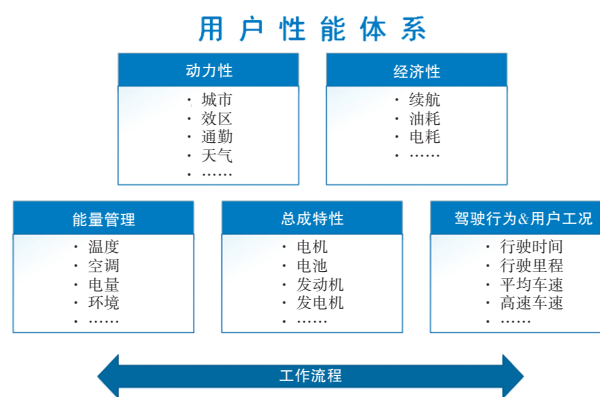 用户性能体系
动力性
· 城市
· 效区
· 通勤
· 天气
· ……
经济性
· 续航
· 油耗
· 电耗
· ……
能量管理
· 温度
· 空调
· 电量
· 环境
· ……
总成特性
· 电机
· 电池
· 发动机
· 发电机
· ……
驾驶行为&用户工况
· 行驶时间
· 行驶里程
· 平均车速
· 高速车速
· ……
工作流程